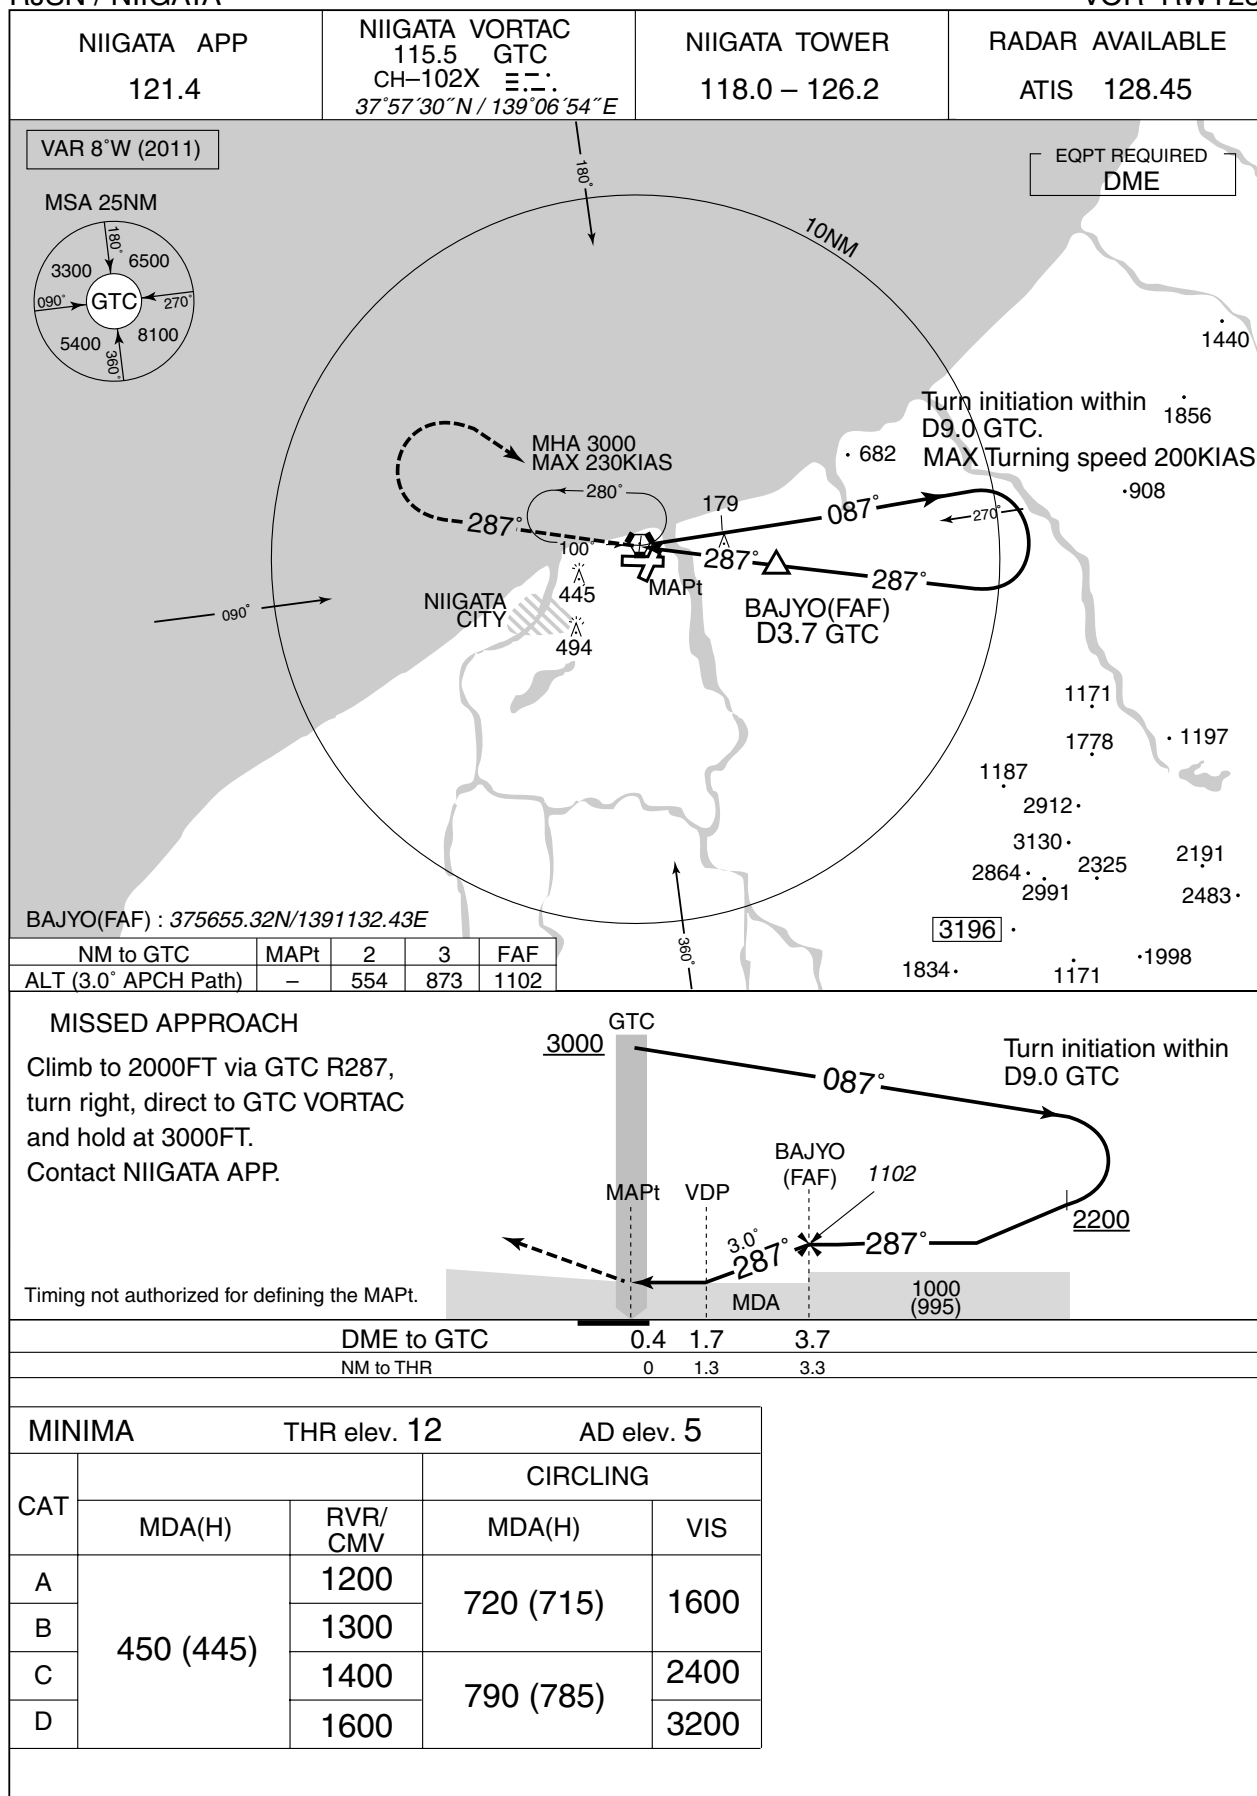 NIIGATA APP
121.4
NIIGATA VORTAC
115.5 GTC
CH–102X
37°57´30˝N / 139°06´54˝E
NIIGATA TOWER
118.0 – 126.2
RADAR AVAILABLE
ATIS 128.45
VAR 8°W (2011)
EQPT REQUIRED
DME
MSA 25NM
180°
3300
6500
090°
GTC
270°
5400
8100
360°
180°
10NM
1440
Turn initiation within
D9.0 GTC.
MAX Turning speed 200KIAS
1856
682
908
MHA 3000
MAX 230KIAS
280°
179
087°
270°
287°
100°
287°
287°
MAPt
445
NIIGATA
CITY
494
BAJYO(FAF)
D3.7 GTC
090°
1171
1778
1197
1187
2912
3130
2864
2991
2325
2191
2483
3196
1834
1171
1998
360°
BAJYO(FAF) : 375655.32N/1391132.43E
NM to GTC MAPt 2 3 FAF
ALT (3.0° APCH Path) – 554 873 1102
MISSED APPROACH
Climb to 2000FT via GTC R287,
turn right, direct to GTC VORTAC
and hold at 3000FT.
Contact NIIGATA APP.
Timing not authorized for defining the MAPt.
GTC
3000
087°
Turn initiation within
D9.0 GTC
BAJYO
(FAF)
1102
MAPt
VDP
2200
3.0°
287°
287°
MDA
1000
(995)
DME to GTC 0.4 1.7 3.7
NM to THR 0 1.3 3.3
MINIMA THR elev. 12 AD elev. 5
CAT
CIRCLING
MDA(H)
RVR/
CMV
MDA(H)
VIS
A 1200
B 1300
C 1400
D 1600
450 (445)
720 (715) 1600
790 (785)
2400
3200